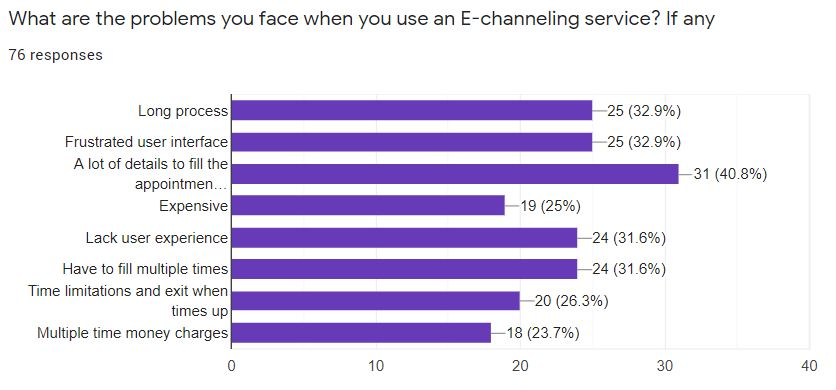 What are the problems you face when you use an E-channeling service? If any
76 responses
Long process
25 (32.9%)
Frustrated user interface
25 (32.9%)
A lot of details to fill the
appointmen…
31 (40.8%)
Expensive
19 (25%)
Lack user experience
24 (31.6%)
Have to fill multiple times
24 (31.6%)
Time limitations and exit when
times up
20 (26.3%)
Multiple time money charges
18 (23.7%)
0 10 20 30 40